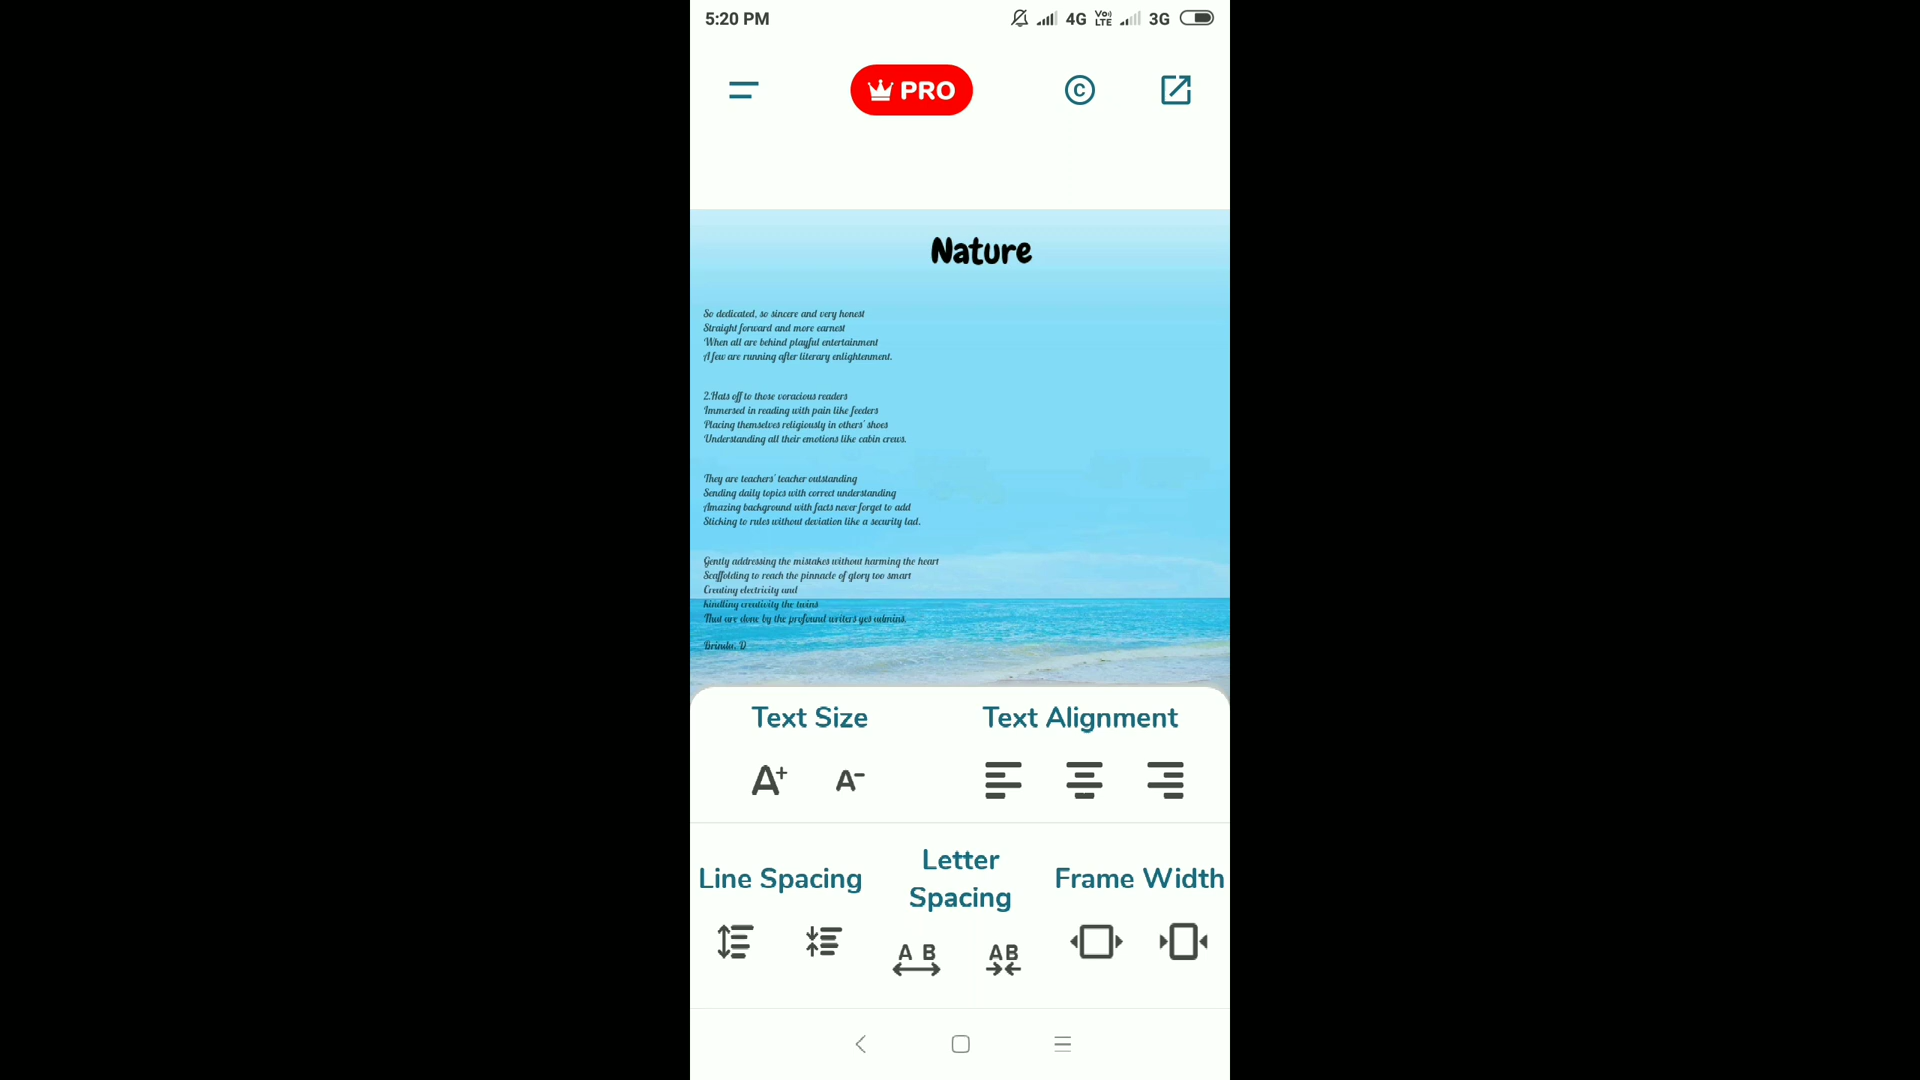 5:20 PM 4G Vo) LTE 3G
PRO
C
Nature
So dedicated, so sincere and very honest
Straight forward and more earnest
When all are behind playful entertainment
A few are running after literary enlightenment.
2.Hats off to those voracious readers
Immersed in reading with pain like feeders
Placing themselves religiously in others' shoes
Understanding all their emotions like cabin crews.
They are teachers' teacher outstanding
Sending daily topics with correct understanding
Amazing background with facts never forget to add
Sticking to rules without deviation like a security lad.
Gently addressing the mistakes without harming the heart
Scaffolding to reach the pinnacle of glory too smart
Creating electricity and
kindling creativity the twins
That are done by the profound writers yes admins.
Brinda. D
Text Size Text Alignment
A+ A-
Line Spacing Letter Spacing Frame Width
A B AB